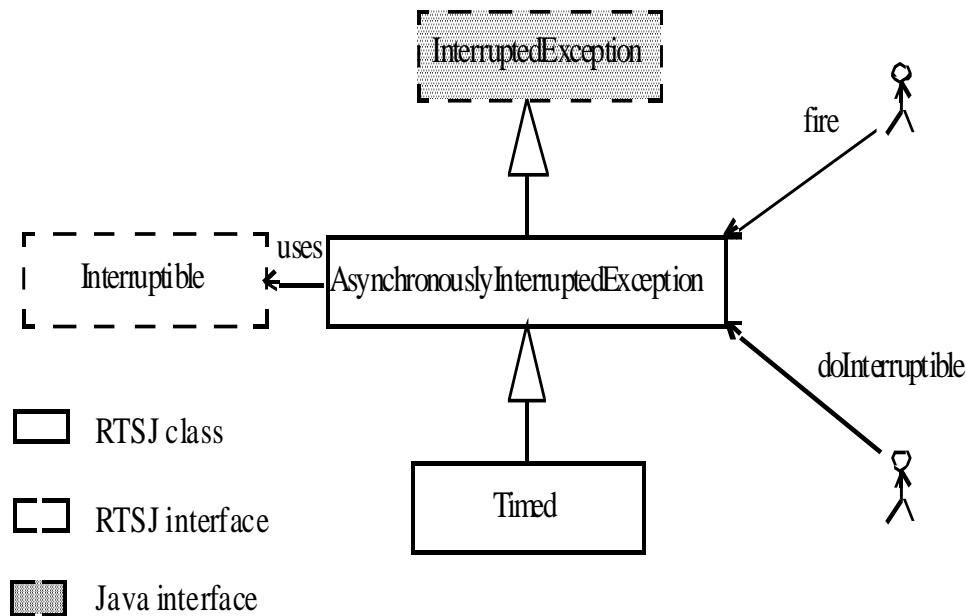 InterruptedException
fire
uses
Interruptible
AsynchronouslyInterruptedException
doInterruptible
RTSJ class
Timed
RTSJ interface
Java interface